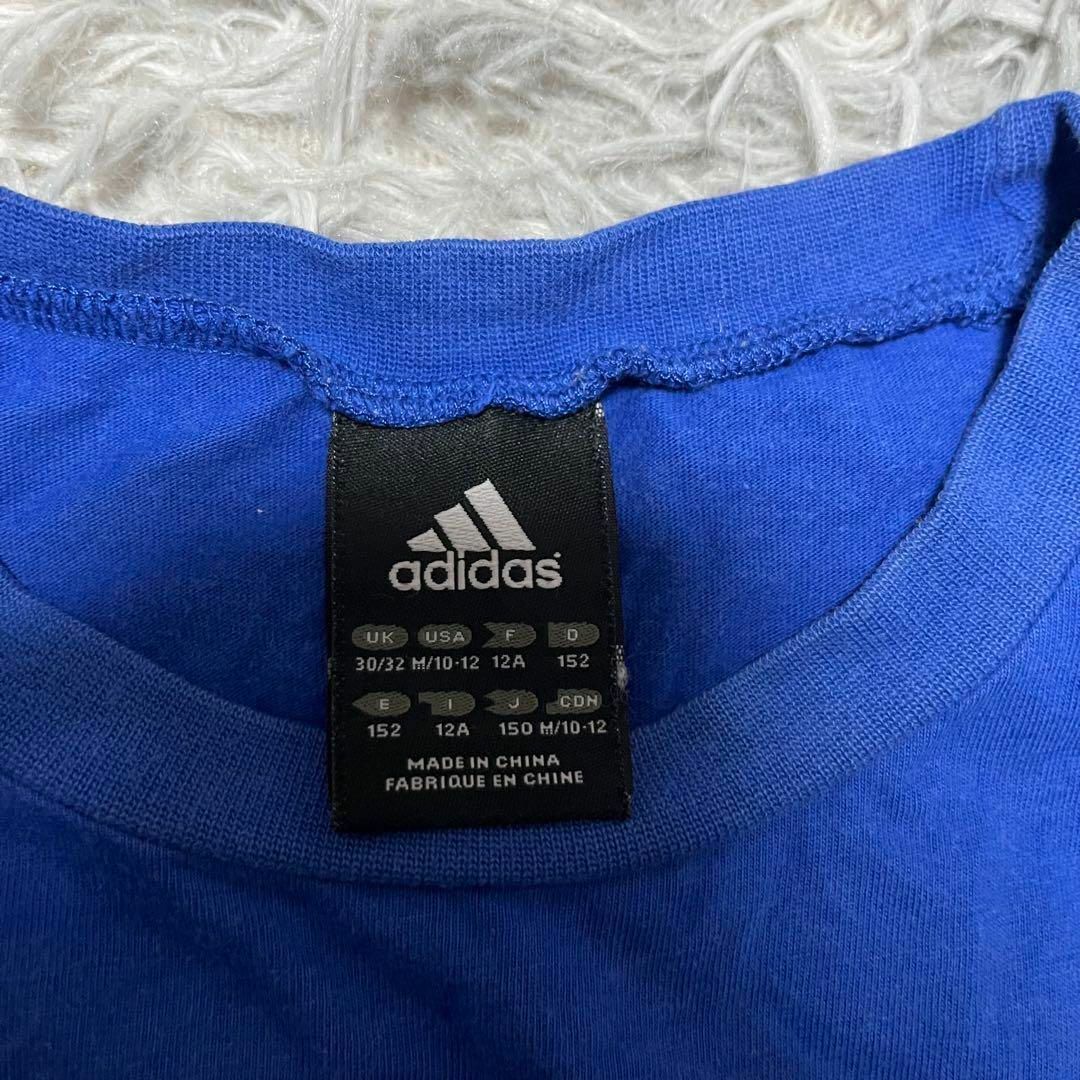 adidas
UK USA F D
30/32 M/10-12 12A 152
E I J CDN
152 12A 150 M/10-12
MADE IN CHINA
FABRIQUE EN CHINE